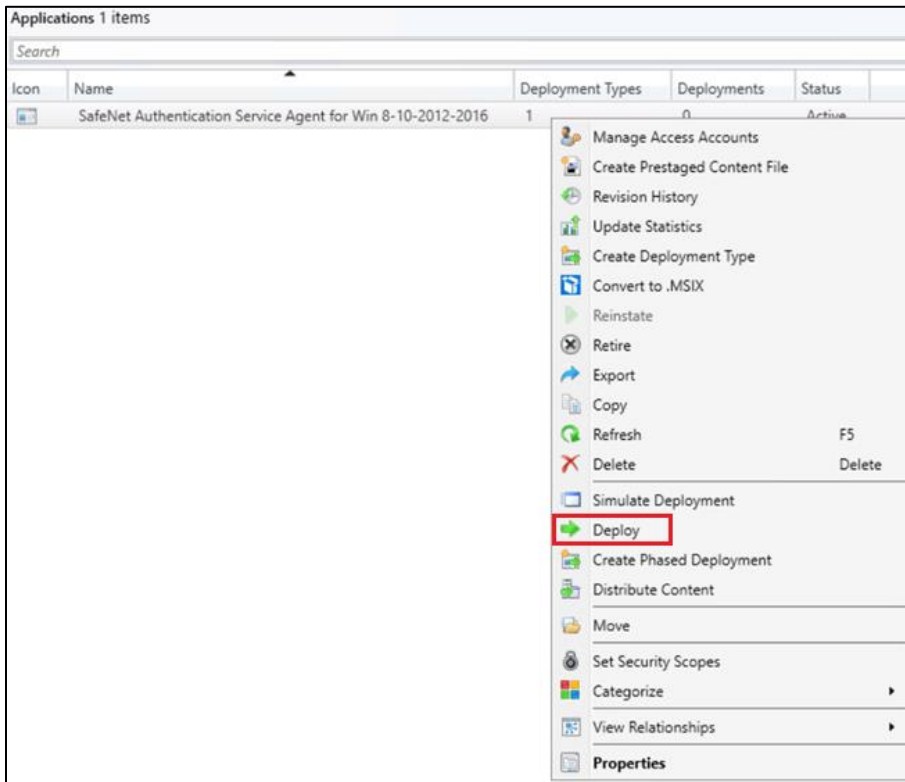 Applications 1 items
Search
Icon Name Deployment Types Deployments Status
SafeNet Authentication Service Agent for Win 8-10-2012-2016 1 0 Active
Manage Access Accounts
Create Prestaged Content File
Revision History
Update Statistics
Create Deployment Type
Convert to .MSIX
Reinstate
Retire
Export
Copy
Refresh F5
Delete Delete
Simulate Deployment
Deploy
Create Phased Deployment
Distribute Content
Move
Set Security Scopes
Categorize
View Relationships
Properties